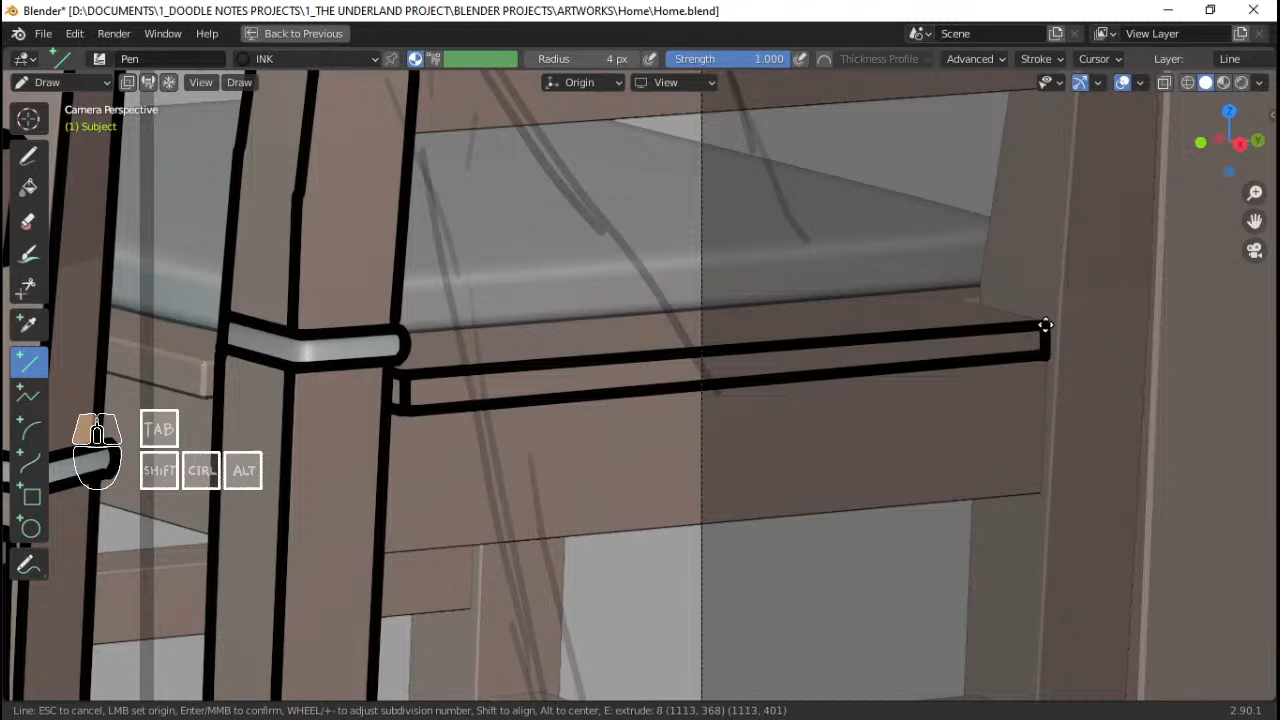 Blender* [D:\DOCUMENTS\1_DOODLE NOTES PROJECTS\1_THE UNDERLAND PROJECT\BLENDER PROJECTS\ARTWORKS\Home\Home.blend]
File Edit Render Window Help Back to Previous Scene View Layer
Pen INK Radius 4 px Strength 1.000 Thickness Profile Advanced Stroke Cursor Layer: Line
Draw View Draw Origin View
Camera Perspective
(1) Subject
Z
Y
X
TAB
SHIFT CTRL ALT
Line: ESC to cancel, LMB set origin, Enter/MMB to confirm, WHEEL/+- to adjust subdivision number, Shift to align, Alt to center, E: extrude: 8 (1113, 368) (1113, 401) 2.90.1